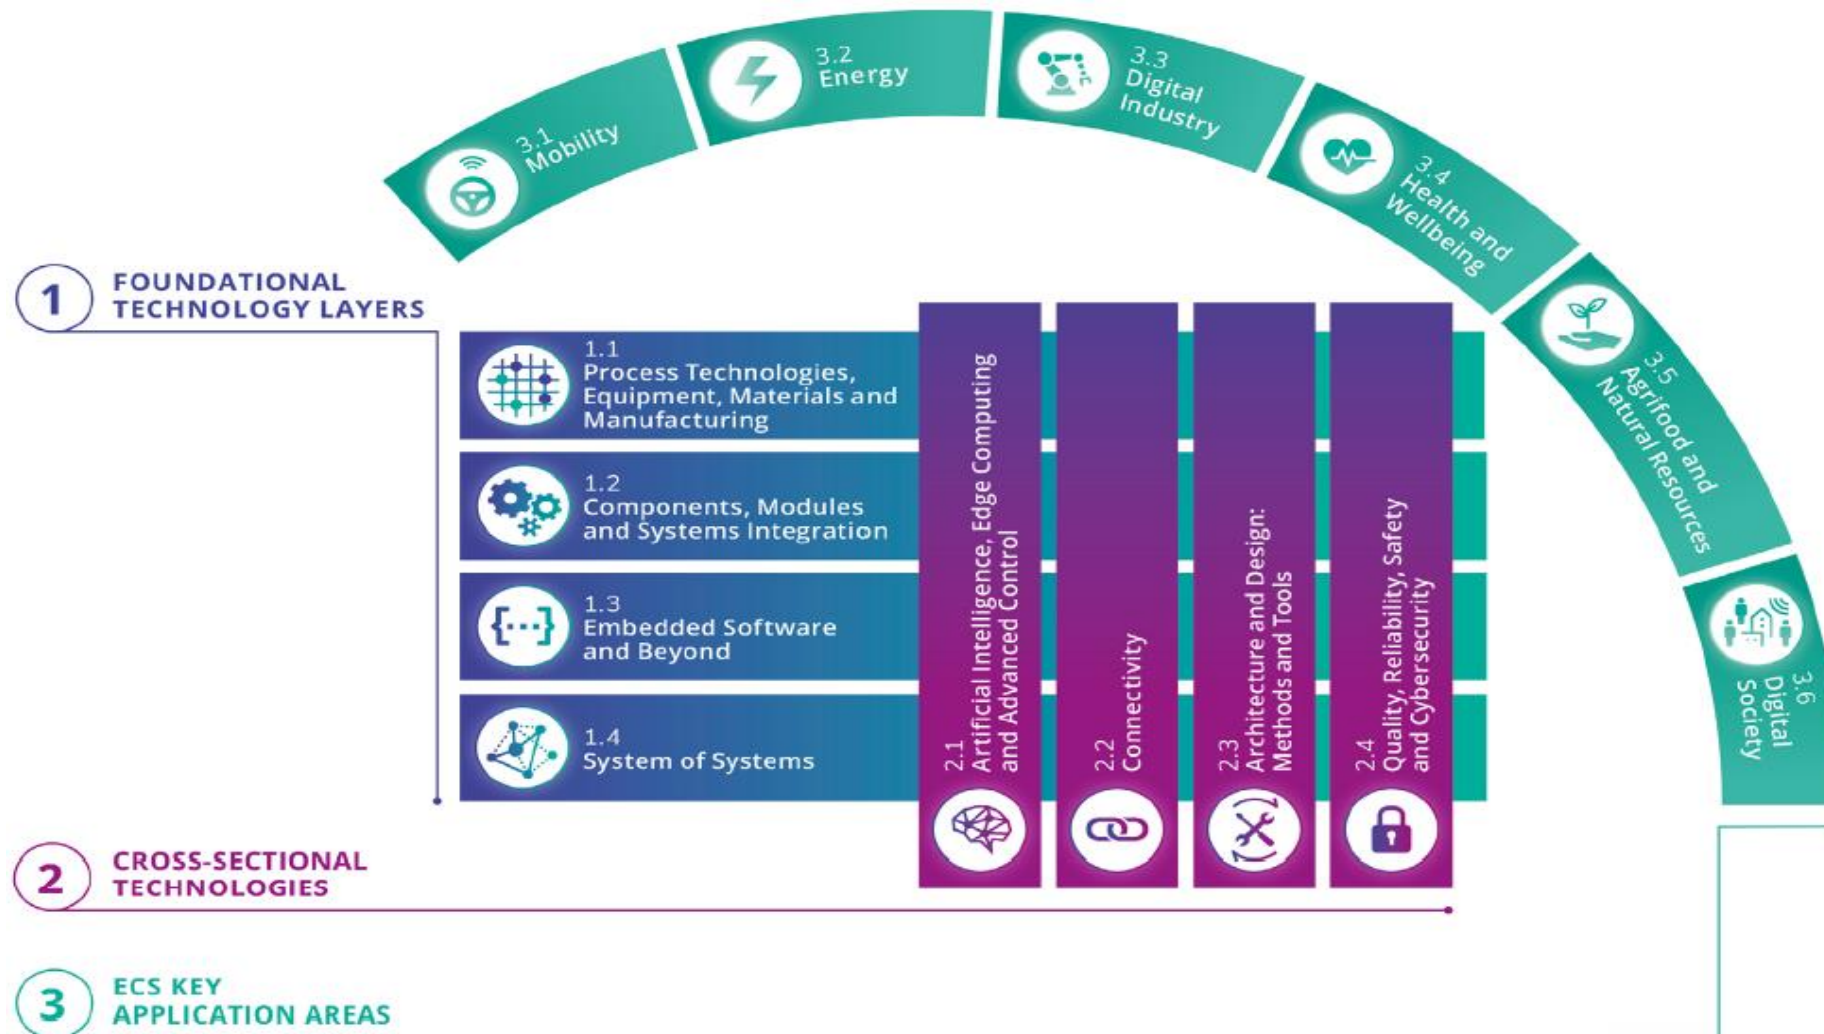 3.1
Mobility
3.2
Energy
3.3
Digital
Industry
3.4
Health and
Wellbeing
3.5
Agrifood and
Natural Resources
3.6
Digital
Society
1
FOUNDATIONAL
TECHNOLOGY LAYERS
1.1
Process Technologies,
Equipment, Materials and
Manufacturing
1.2
Components, Modules
and Systems Integration
1.3
Embedded Software
and Beyond
1.4
System of Systems
2.1
Artificial Intelligence, Edge Computing
and Advanced Control
2.2
Connectivity
2.3
Architecture and Design:
Methods and Tools
2.4
Quality, Reliability, Safety
and Cybersecurity
2
CROSS-SECTIONAL
TECHNOLOGIES
3
ECS KEY
APPLICATION AREAS